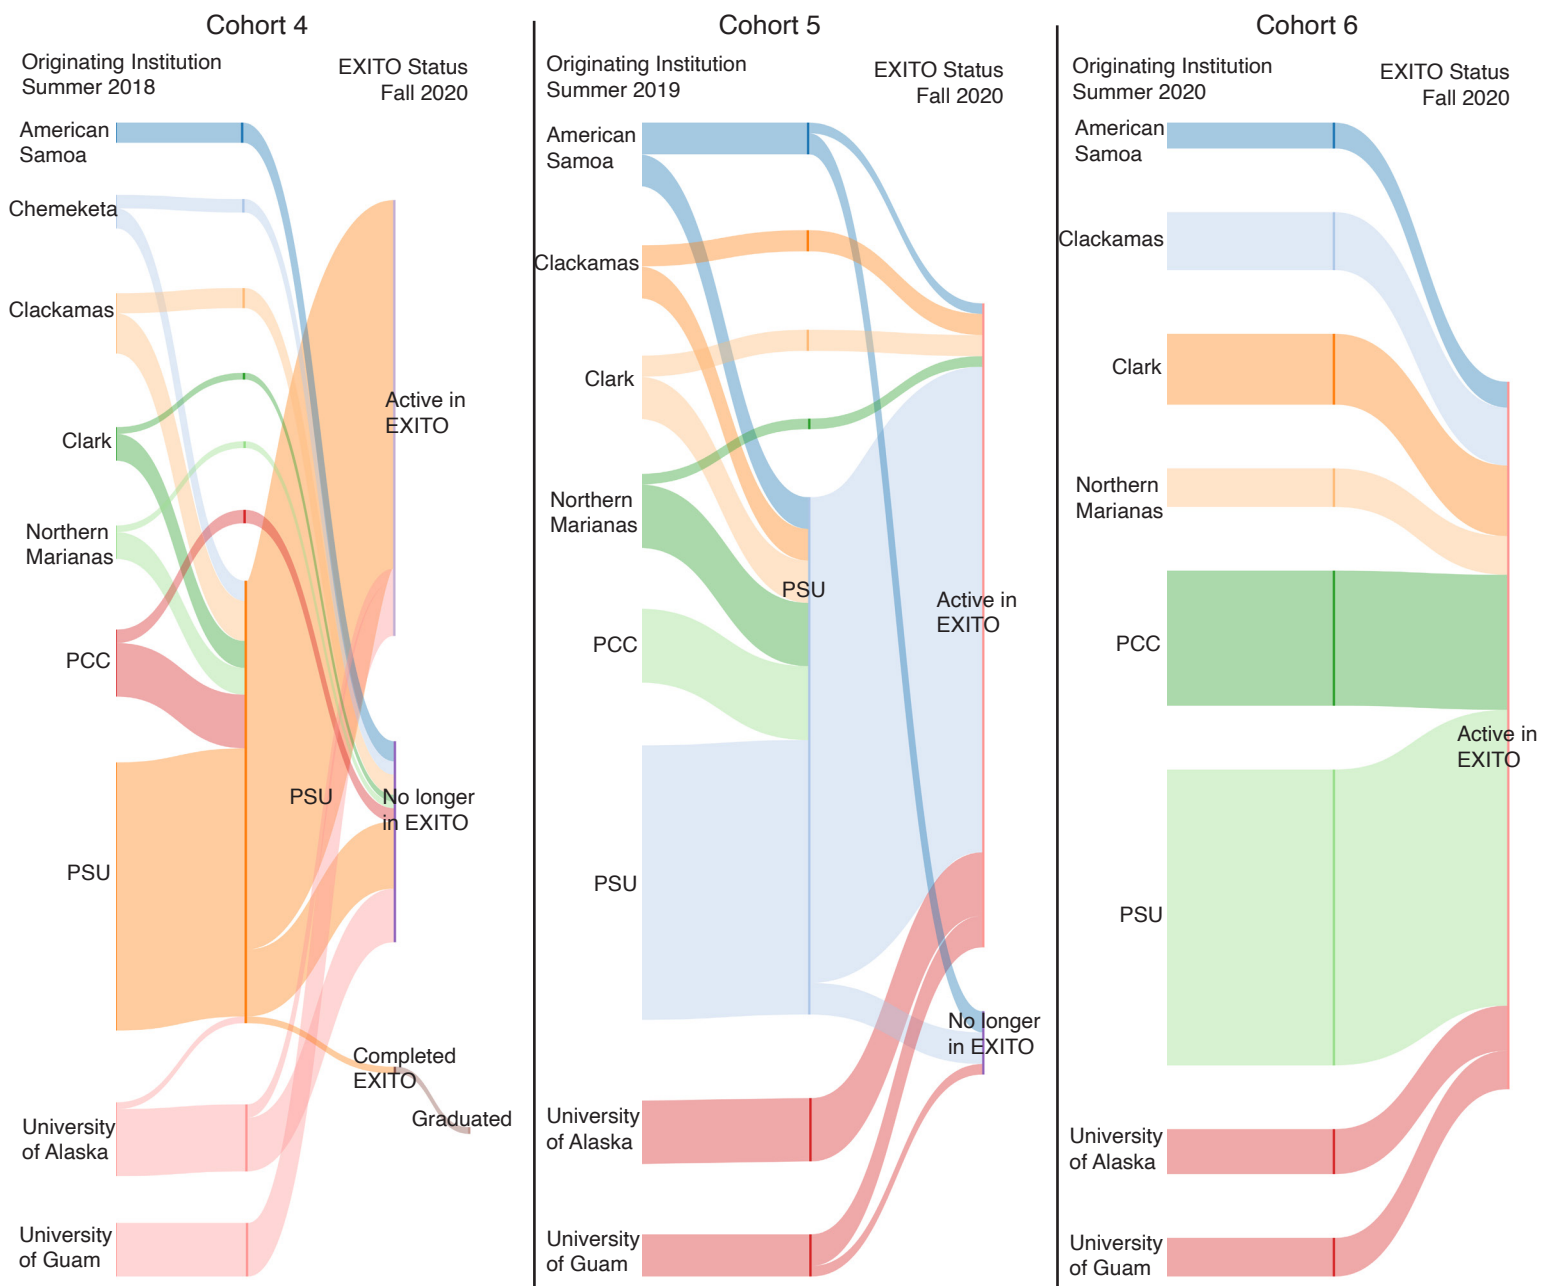 Cohort 4
Originating Institution
Summer 2018
EXITO Status
Fall 2020
American
Samoa
Chemeketa
Clackamas
Clark
Northern
Marianas
PCC
PSU
University
of Alaska
University
of Guam
PSU
Active in
EXITO
No longer
in EXITO
Completed
EXITO
Graduated
Cohort 5
Originating Institution
Summer 2019
EXITO Status
Fall 2020
American
Samoa
Clackamas
Clark
Northern
Marianas
PCC
PSU
University
of Alaska
University
of Guam
PSU
Active in
EXITO
No longer
in EXITO
Cohort 6
Originating Institution
Summer 2020
EXITO Status
Fall 2020
American
Samoa
Clackamas
Clark
Northern
Marianas
PCC
PSU
University
of Alaska
University
of Guam
Active in
EXITO